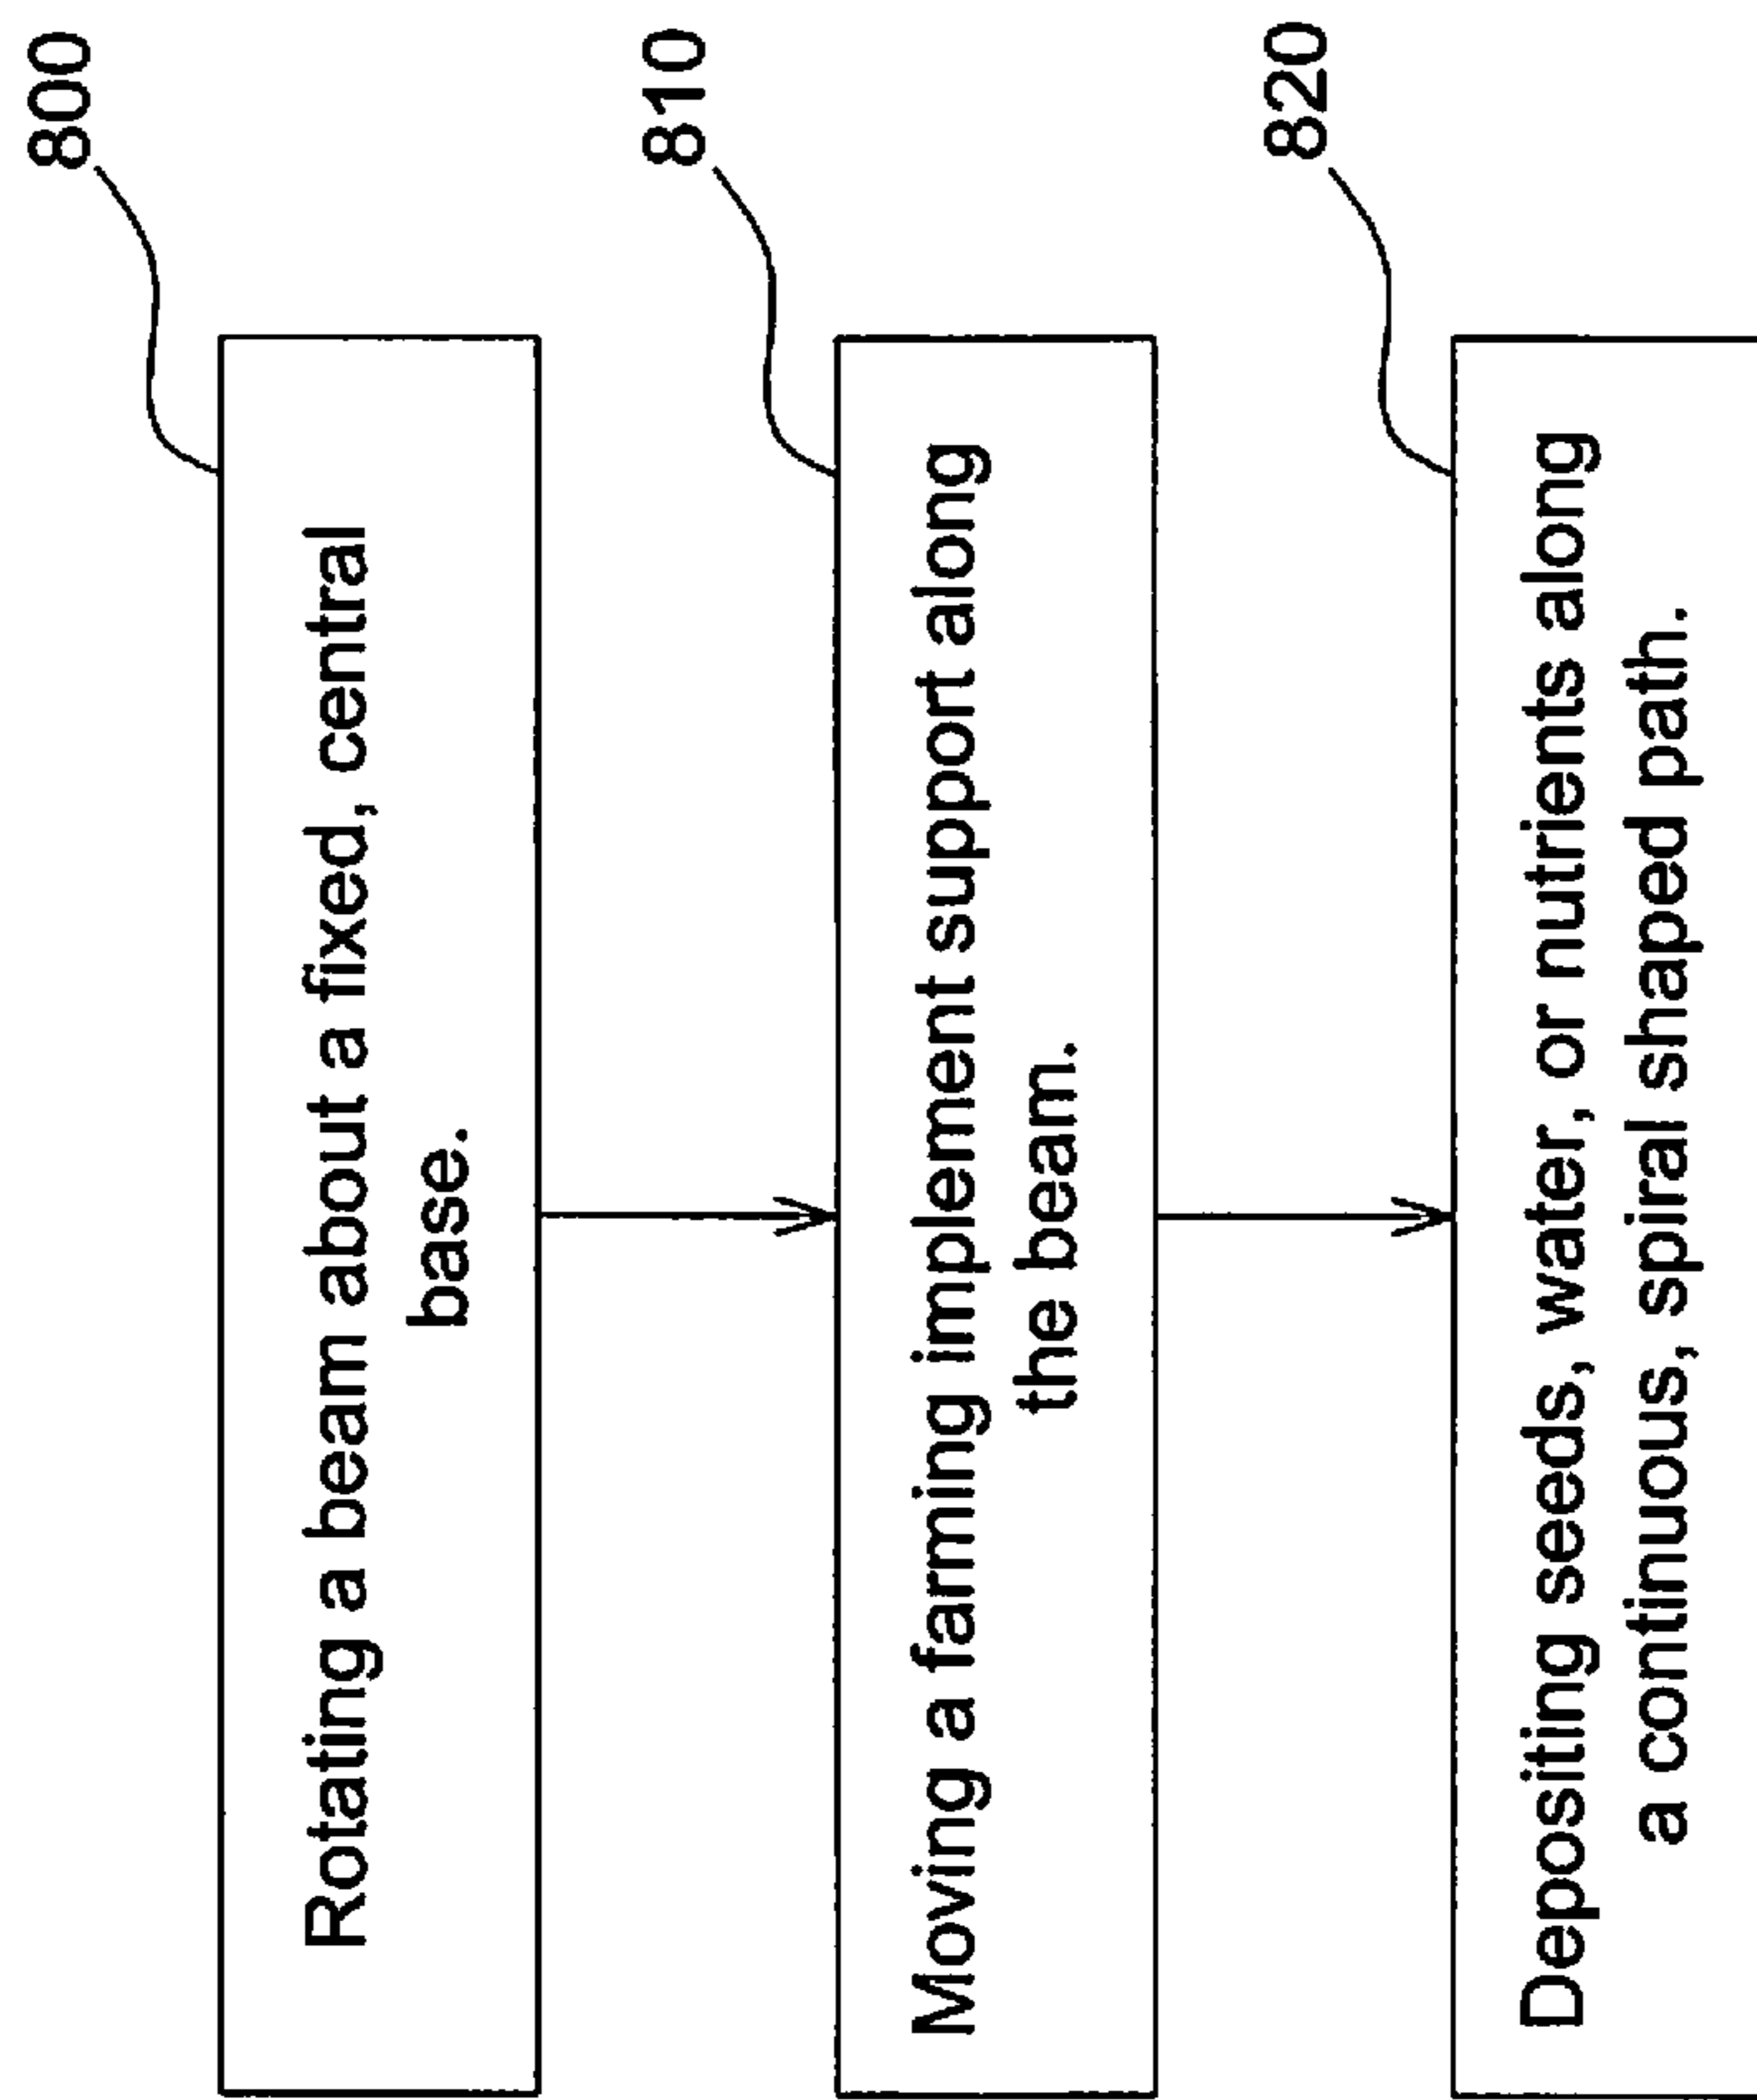 800
Rotating a beam about a fixed, central
base.
810
Moving a farming implement support along
the beam.
820
Depositing seeds, water, or nutrients along
a continuous, spiral shaped path.